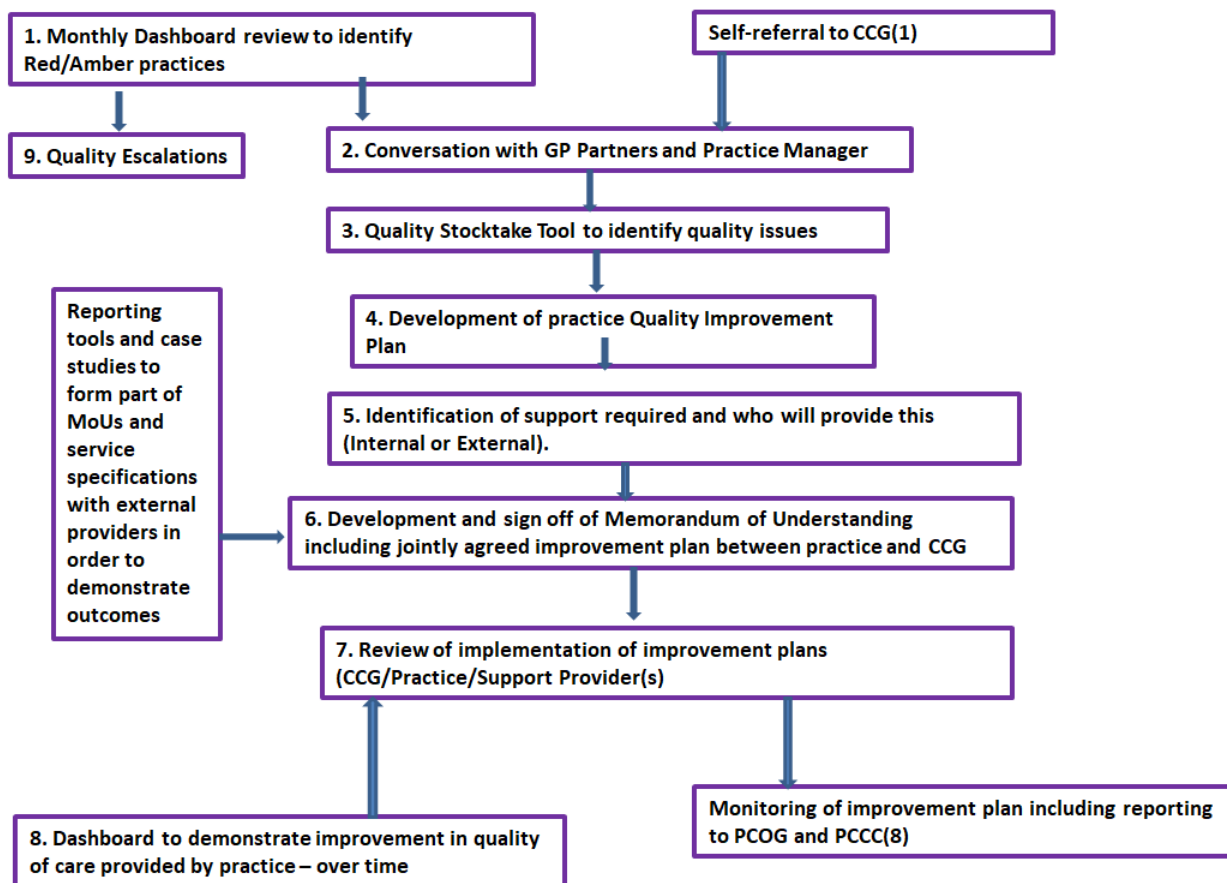 1. Monthly Dashboard review to identify
Red/Amber practices
Self-referral to CCG(1)
9. Quality Escalations
2. Conversation with GP Partners and Practice Manager
3. Quality Stocktake Tool to identify quality issues
Reporting
tools and case
studies to
form part of
MoUs and
service
specifications
with external
providers in
order to
demonstrate
outcomes
4. Development of practice Quality Improvement
Plan
5. Identification of support required and who will provide this
(Internal or External).
6. Development and sign off of Memorandum of Understanding
including jointly agreed improvement plan between practice and CCG
7. Review of implementation of improvement plans
(CCG/Practice/Support Provider(s)
8. Dashboard to demonstrate improvement in quality
of care provided by practice – over time
Monitoring of improvement plan including reporting
to PCOG and PCCC(8)